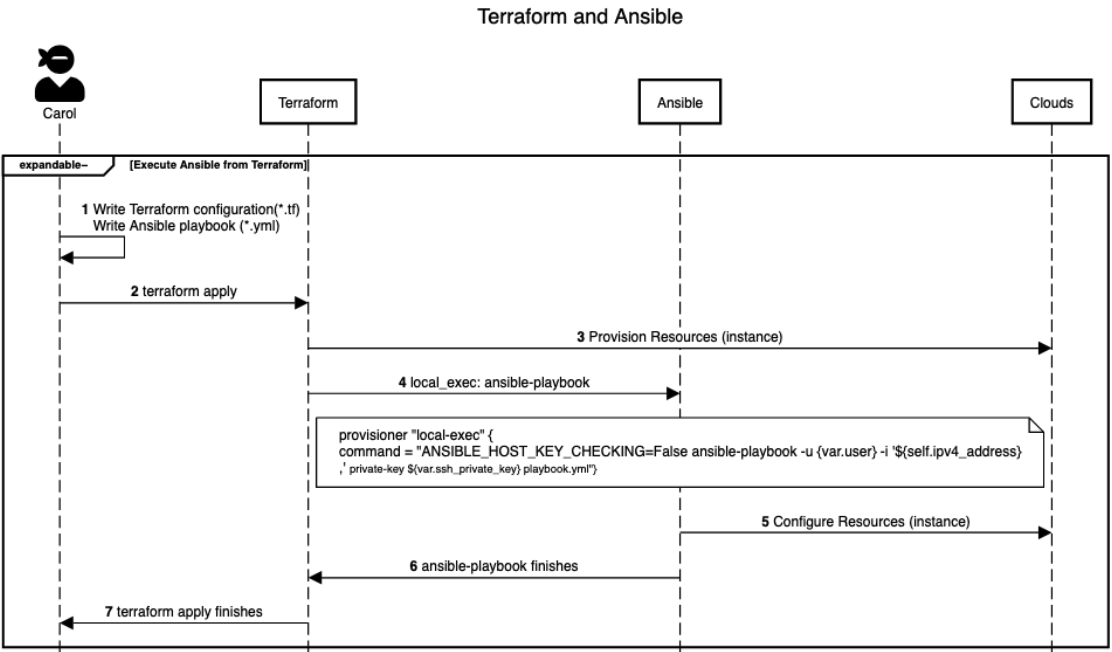 Terraform and Ansible
Carol
Terraform
Ansible
Clouds
expandable–
[Execute Ansible from Terraform]
1 Write Terraform configuration(*.tf)
Write Ansible playbook (*.yml)
2 terraform apply
3 Provision Resources (instance)
4 local_exec: ansible-playbook
provisioner "local-exec" {
command = "ANSIBLE_HOST_KEY_CHECKING=False ansible-playbook -u {var.user} -i '${self.ipv4_address}
,' private-key ${var.ssh_private_key} playbook.yml"}
5 Configure Resources (instance)
6 ansible-playbook finishes
7 terraform apply finishes